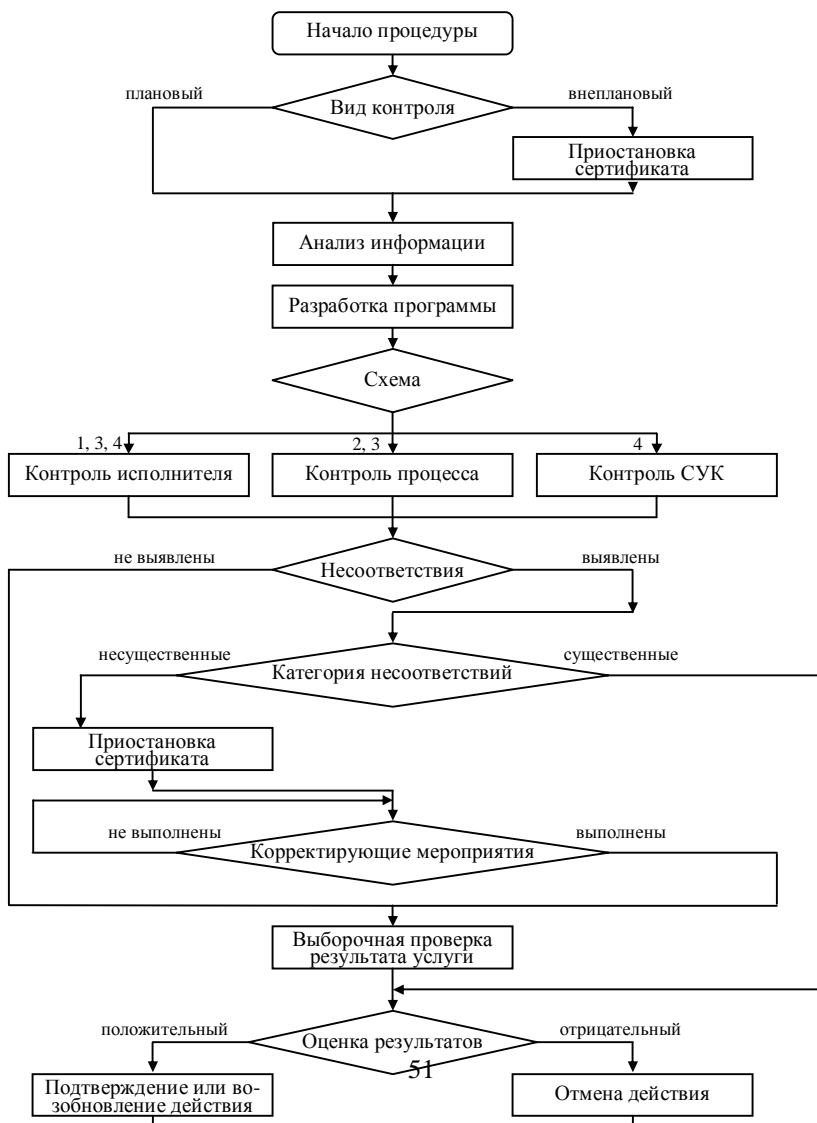 Начало процедуры
плановый
Вид контроля
внеплановый
Приостановка
сертификата
Анализ информации
Разработка программы
Схема
1, 3, 4
2, 3
4
Контроль исполнителя
Контроль процесса
Контроль СУК
не выявлены
Несоответствия
выявлены
несущественные
Категория несоответствий
существенные
Приостановка
сертификата
не выполнены
Корректирующие мероприятия
выполнены
Выборочная проверка
результата услуги
положительный
Оценка результатов
отрицательный
51
Подтверждение или во-
зобновление действия
Отмена действия